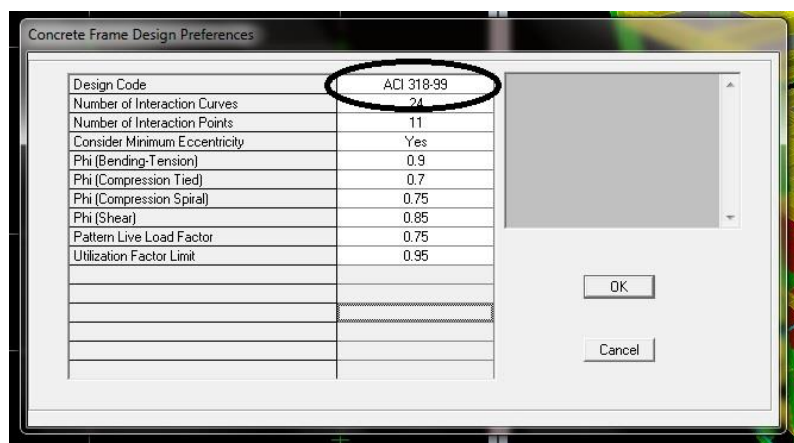 Concrete Frame Design Preferences
Design Code ACI 318-99
Number of Interaction Curves 24
Number of Interaction Points 11
Consider Minimum Eccentricity Yes
Phi (Bending-Tension) 0.9
Phi (Compression Tied) 0.7
Phi (Compression Spiral) 0.75
Phi (Shear) 0.85
Pattern Live Load Factor 0.75
Utilization Factor Limit 0.95
OK
Cancel